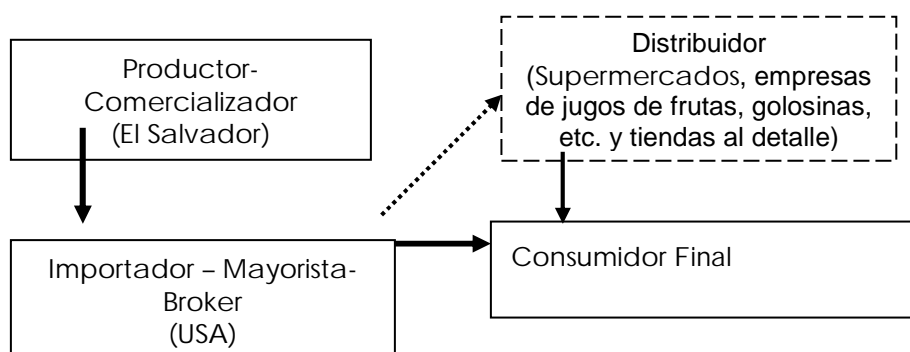 Productor-
Comercializador
(El Salvador)
Distribuidor
(Supermercados, empresas
de jugos de frutas, golosinas,
etc. y tiendas al detalle)
Importador – Mayorista-
Broker
(USA)
Consumidor Final